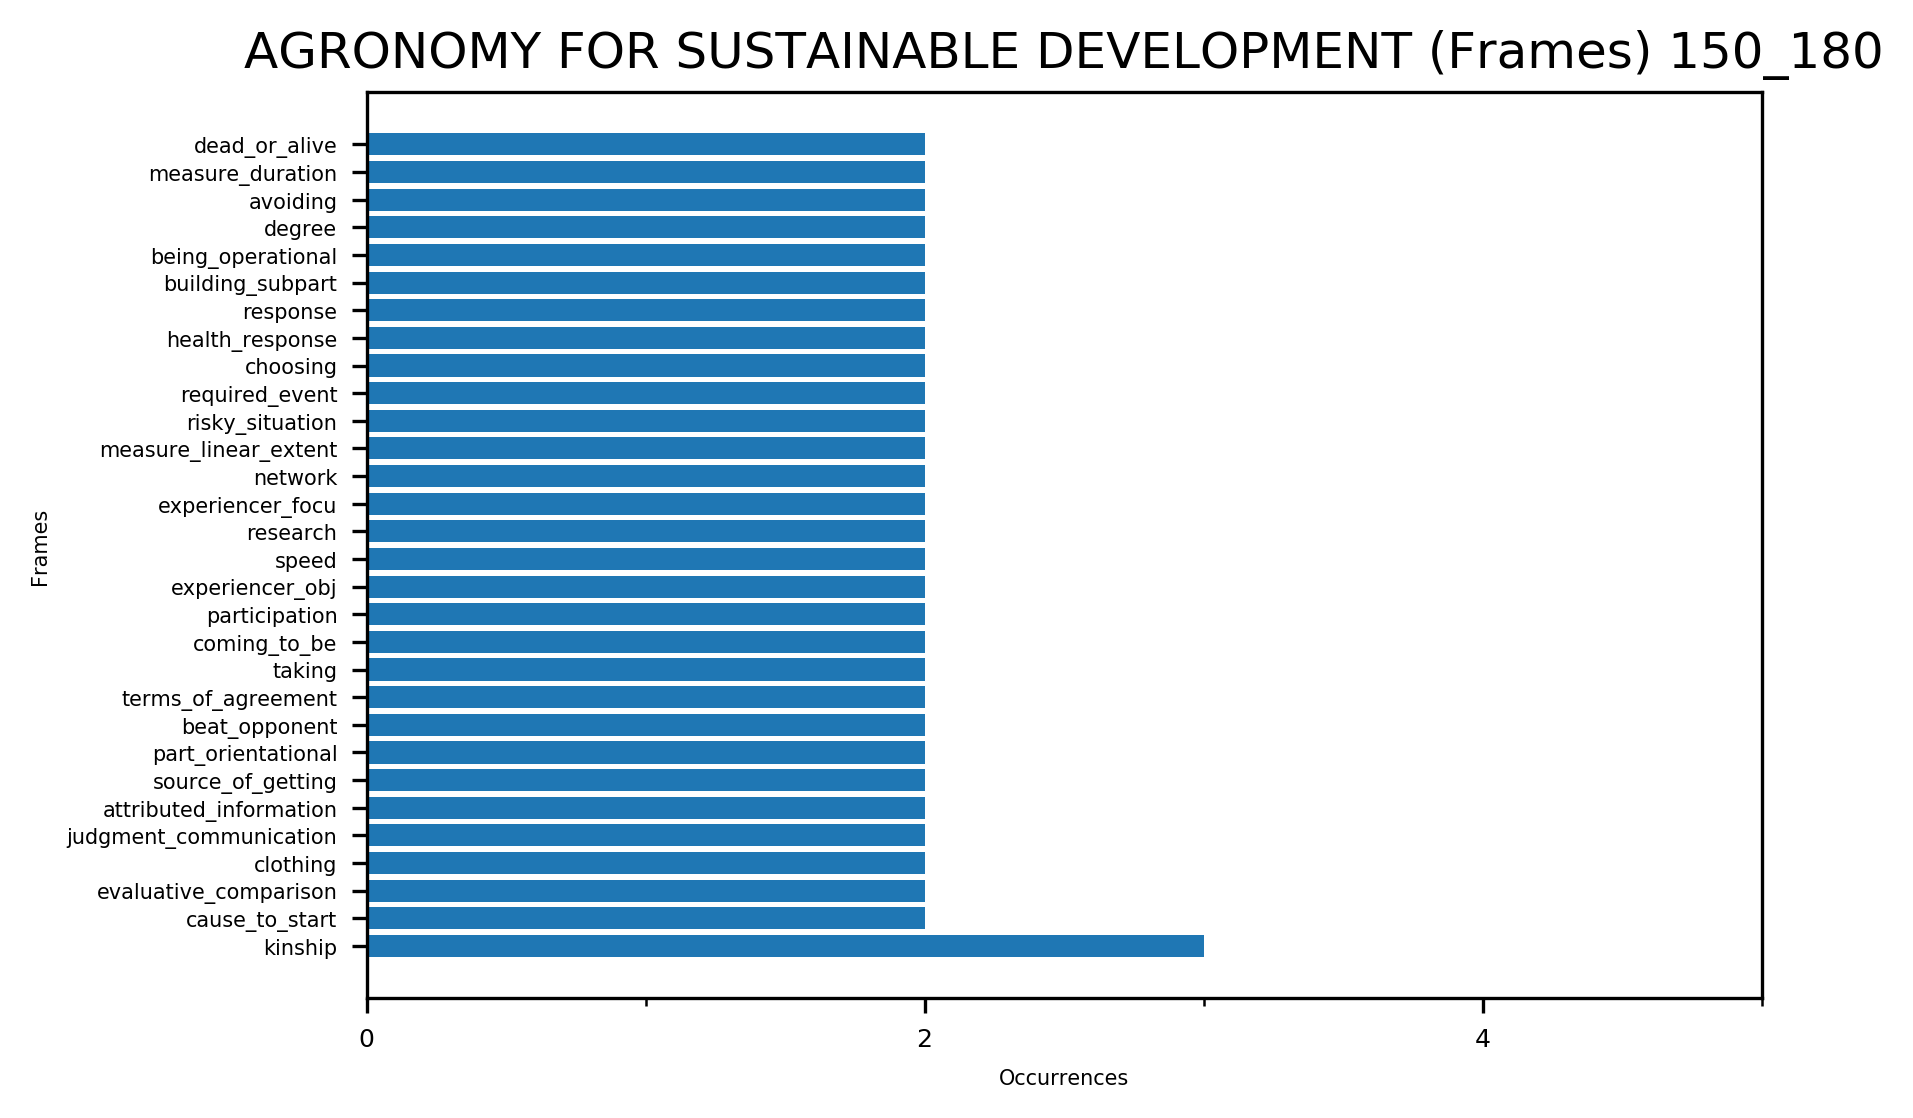 AGRONOMY FOR SUSTAINABLE DEVELOPMENT (Frames) 150_180
dead_or_alive
measure_duration
avoiding
degree
being_operational
building_subpart
response
health_response
choosing
required_event
risky_situation
measure_linear_extent
network
experiencer_focu
research
speed
experiencer_obj
participation
coming_to_be
taking
terms_of_agreement
beat_opponent
part_orientational
source_of_getting
attributed_information
judgment_communication
clothing
evaluative_comparison
cause_to_start
kinship
Frames
0 2 4
Occurrences